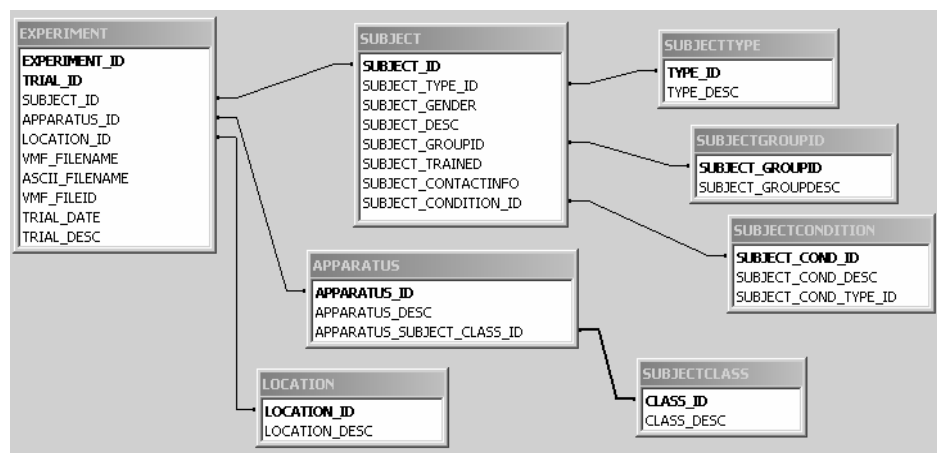 EXPERIMENT
EXPERIMENT_ID
TRIAL_ID
SUBJECT_ID
APPARATUS_ID
LOCATION_ID
VMF_FILENAME
ASCII_FILENAME
VMF_FILEID
TRIAL_DATE
TRIAL_DESC
SUBJECT
SUBJECT_ID
SUBJECT_TYPE_ID
SUBJECT_GENDER
SUBJECT_DESC
SUBJECT_GROUPID
SUBJECT_TRAINED
SUBJECT_CONTACTINFO
SUBJECT_CONDITION_ID
SUBJECTTYPE
TYPE_ID
TYPE_DESC
SUBJECTGROUPID
SUBJECT_GROUPID
SUBJECT_GROUPDESC
SUBJECTCONDITION
SUBJECT_COND_ID
SUBJECT_COND_DESC
SUBJECT_COND_TYPE_ID
APPARATUS
APPARATUS_ID
APPARATUS_DESC
APPARATUS_SUBJECT_CLASS_ID
LOCATION
LOCATION_ID
LOCATION_DESC
SUBJECTCLASS
CLASS_ID
CLASS_DESC